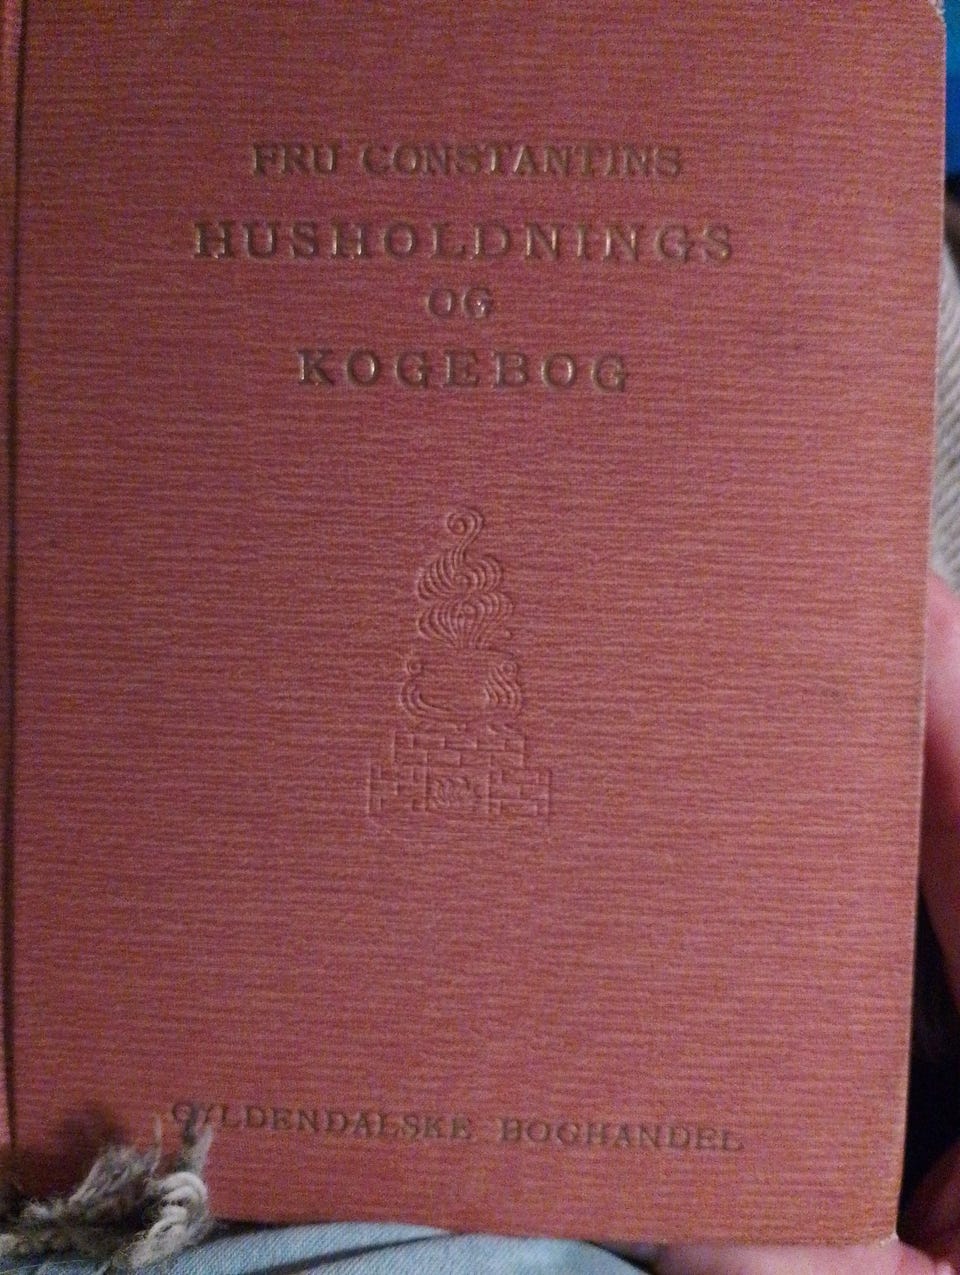 FRU CONSTANTINS
HUSHOLDNINGS
OG
KOGEBOG
GYLDENDALSKE BOGHANDEL